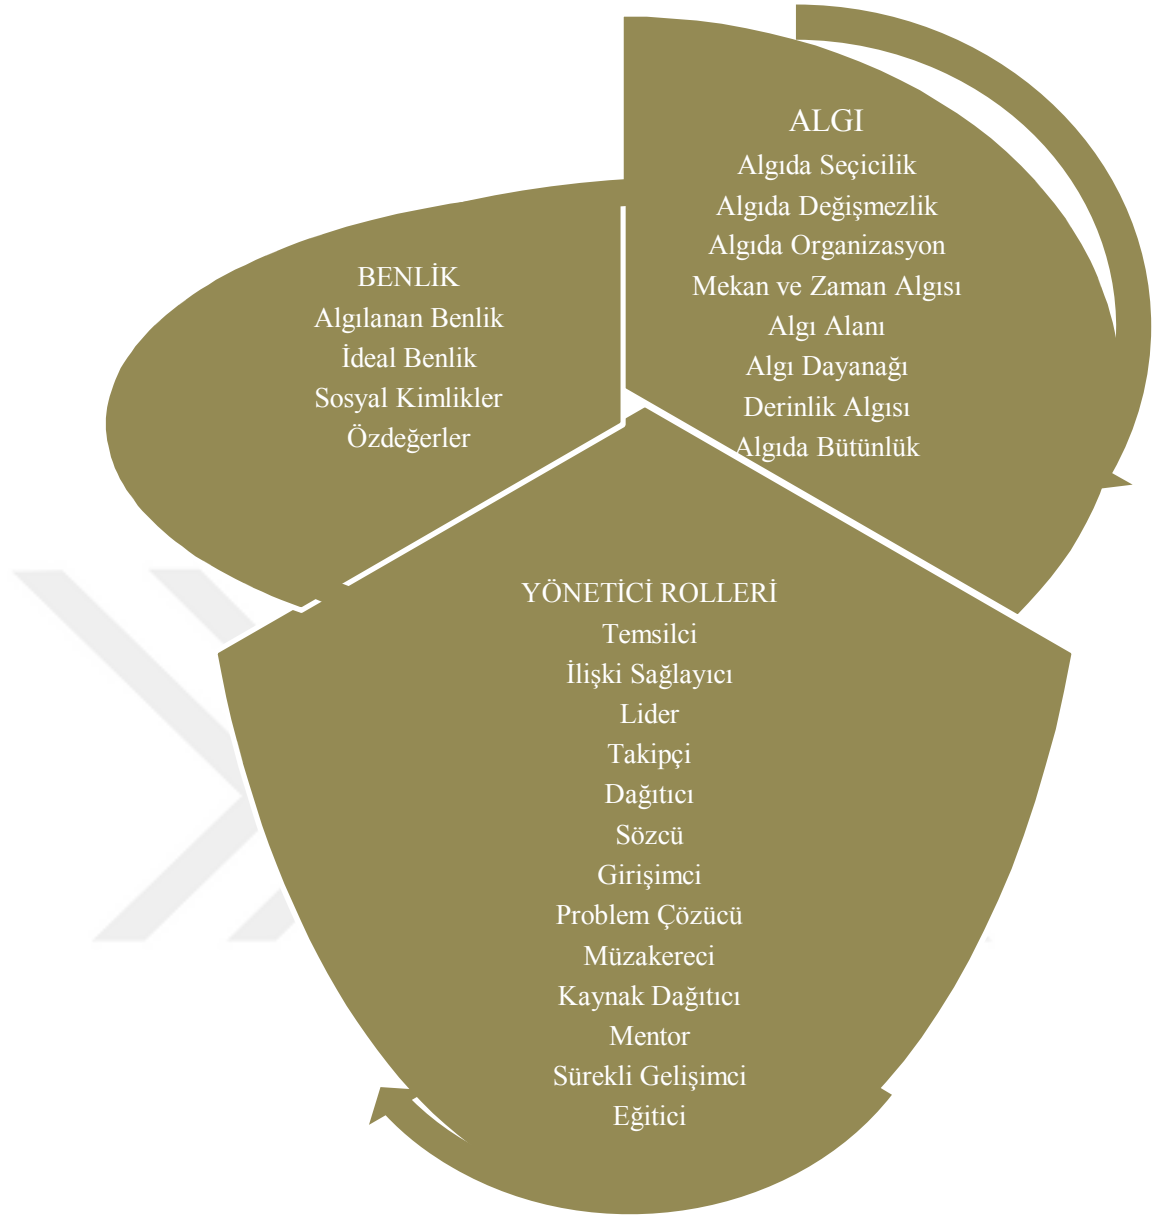 ALGI
Algıda Seçicilik
Algıda Değişmezlik
Algıda Organizasyon
Mekan ve Zaman Algısı
Algı Alanı
Algı Dayanağı
Derinlik Algısı
Algıda Bütünlük
BENLİK
Algılanan Benlik
İdeal Benlik
Sosyal Kimlikler
Özdeğerler
YÖNETİCİ ROLLERİ
Temsilci
İlişki Sağlayıcı
Lider
Takipçi
Dağıtıcı
Sözcü
Girişimci
Problem Çözücü
Müzakereci
Kaynak Dağıtıcı
Mentor
Sürekli Gelişimci
Eğitici